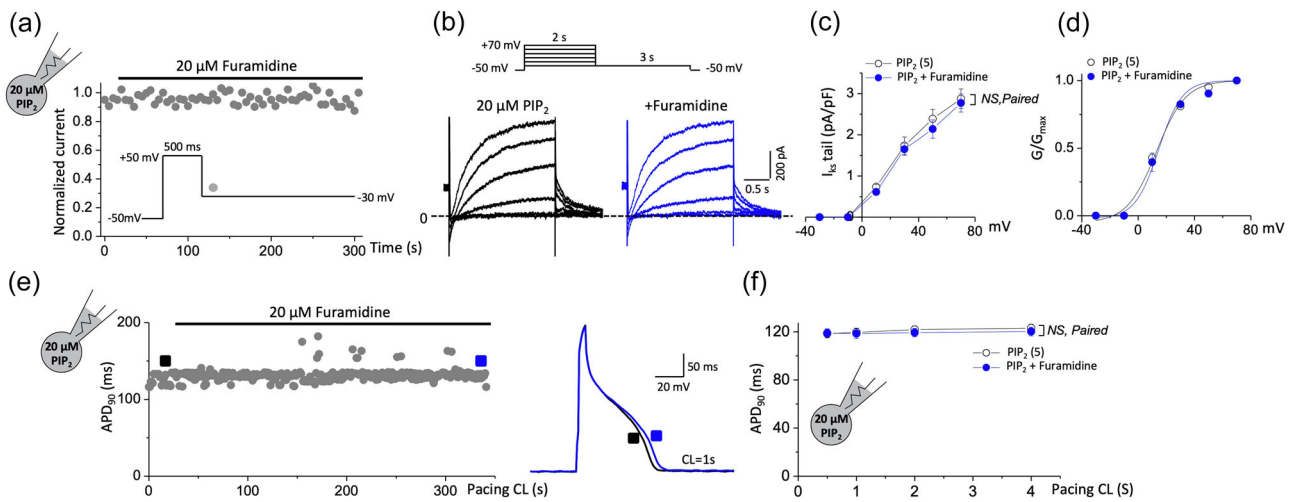 (a)
20 μM
PIP2
20 μM Furamidine
Normalized current
1.0
0.8
0.6
0.4
0.2
0.0
500 ms
+50 mV
-50mV
-30 mV
0
100
200
300
Time (s)
(b)
2 s
+70 mV
3 s
-50 mV
-50 mV
20 μM PIP2
+Furamidine
0
200 pA
0.5 s
(c)
PIP2 (5)
PIP2 + Furamidine
NS,Paired
Iks tail (pA/pF)
3
2
1
0
-40
0
40
80
mV
(d)
PIP2 (5)
PIP2 + Furamidine
G/Gmax
1.0
0.5
0.0
-40
0
40
80
mV
(e)
20 μM
PIP2
20 μM Furamidine
APD90 (ms)
200
100
0
0
100
200
300
Pacing CL (s)
50 ms
20 mV
CL=1s
(f)
APD90 (ms)
120
80
40
0
NS, Paired
PIP2 (5)
PIP2 + Furamidine
20 μM
PIP2
0
1
2
3
4
Pacing CL (S)